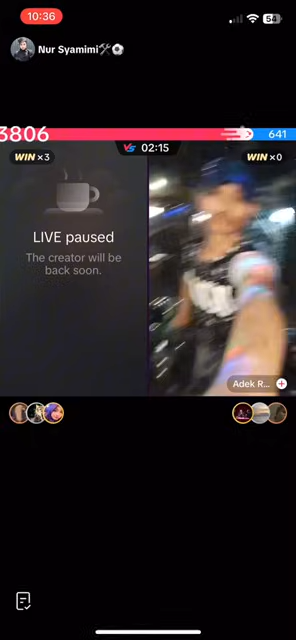 10:36
54
Nur Syamimi🛠⚽
3806
641
VS 02:15
WIN ×3
WIN ×0
LIVE paused
The creator will be
back soon.
Adek R...